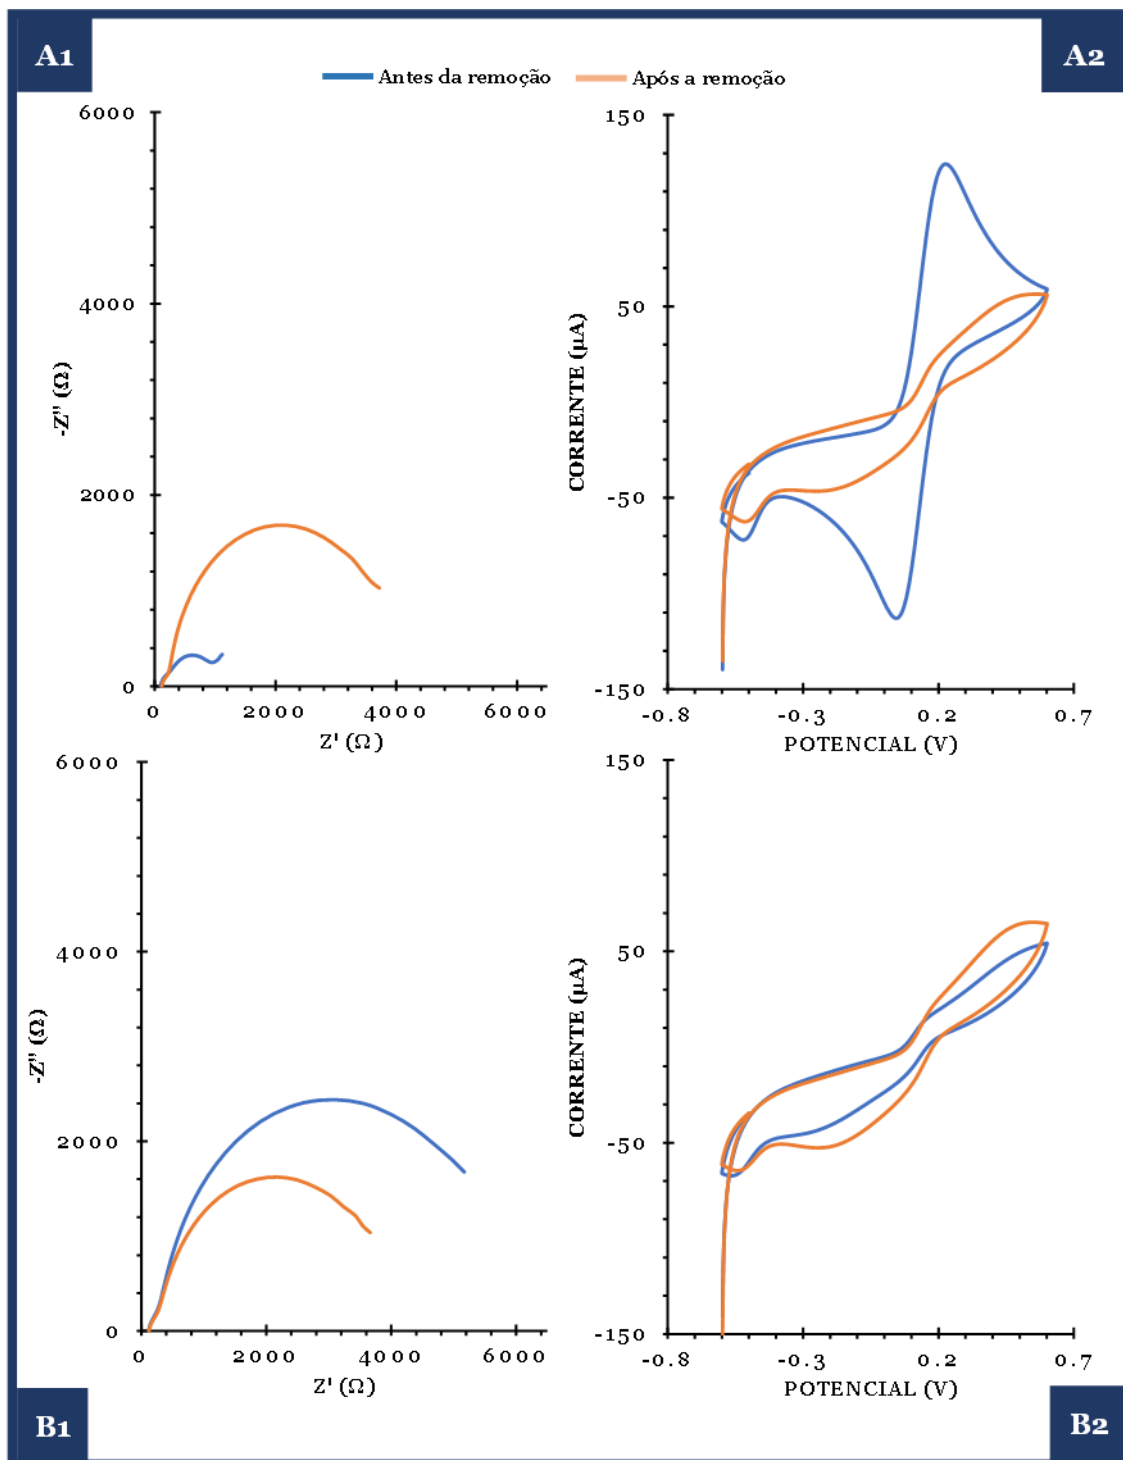 A1
A2
Antes da remoção
Após a remoção
6000
4000
2000
0
-Z" (Ω)
0 2000 4000 6000
Z' (Ω)
150
50
-50
-150
CORRENTE (µA)
-0.8 -0.3 0.2 0.7
POTENCIAL (V)
6000
4000
2000
0
-Z" (Ω)
0 2000 4000 6000
Z' (Ω)
150
50
-50
-150
CORRENTE (µA)
-0.8 -0.3 0.2 0.7
POTENCIAL (V)
B1
B2